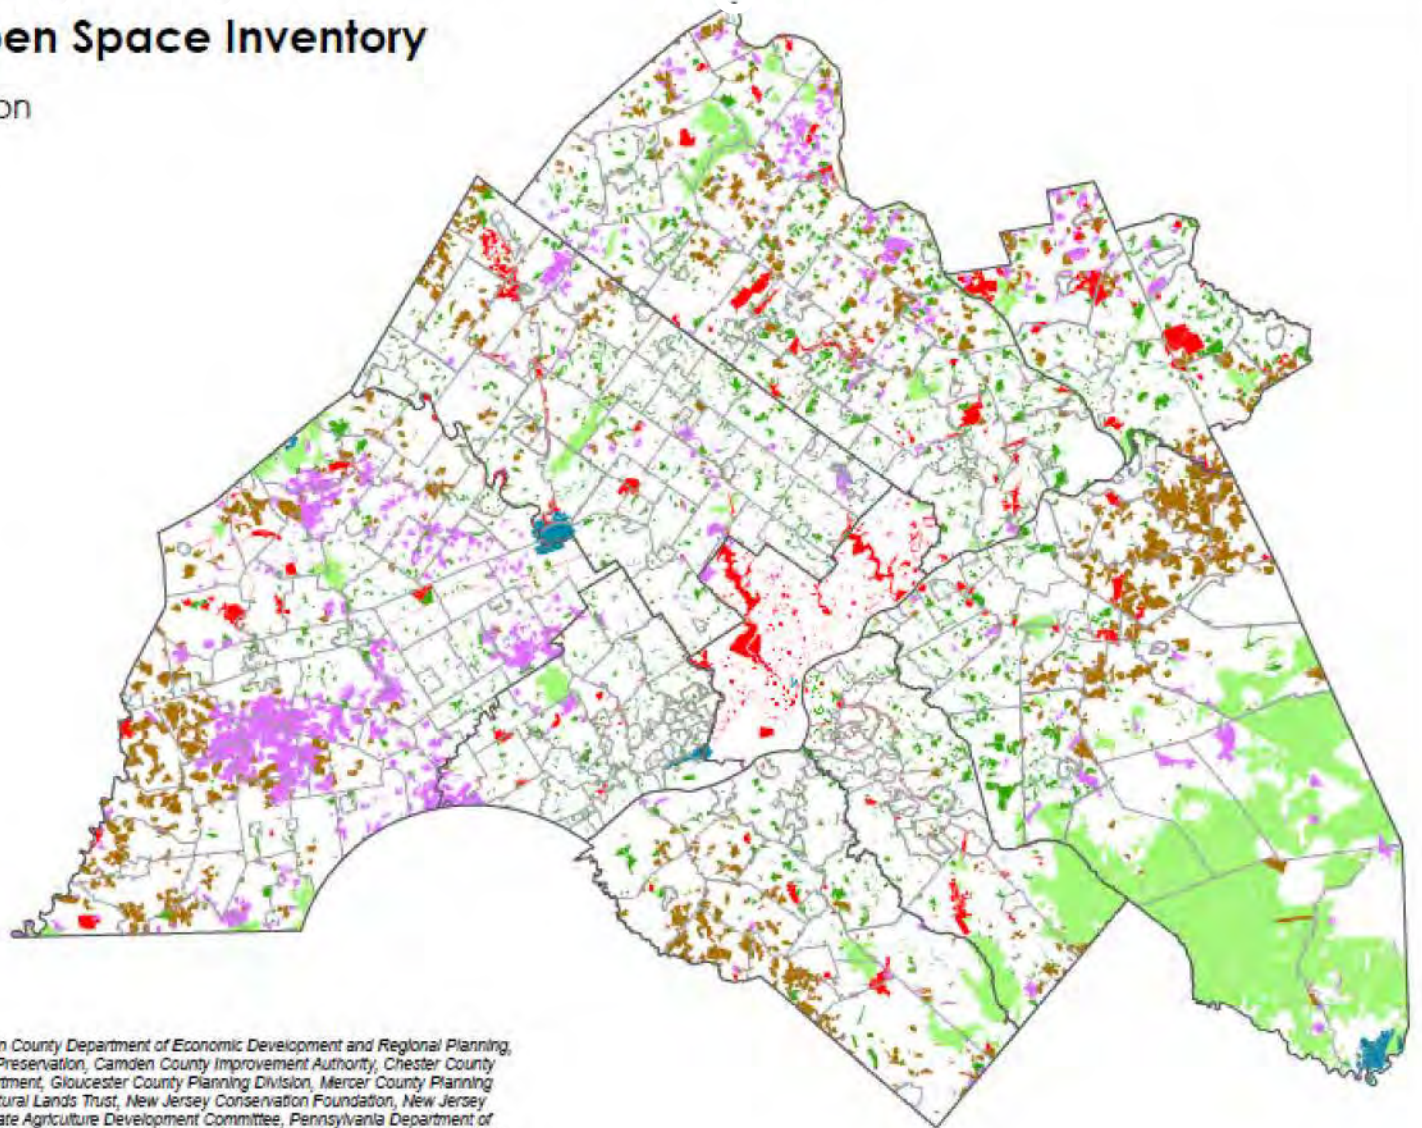 pen Space Inventory
on
n County Department of Economic Development and Regional Planning,
Preservation, Camden County Improvement Authority, Chester County
rtment, Gloucester County Planning Division, Mercer County Planning
tural Lands Trust, New Jersey Conservation Foundation, New Jersey
ate Agriculture Development Committee, Pennsylvania Department of